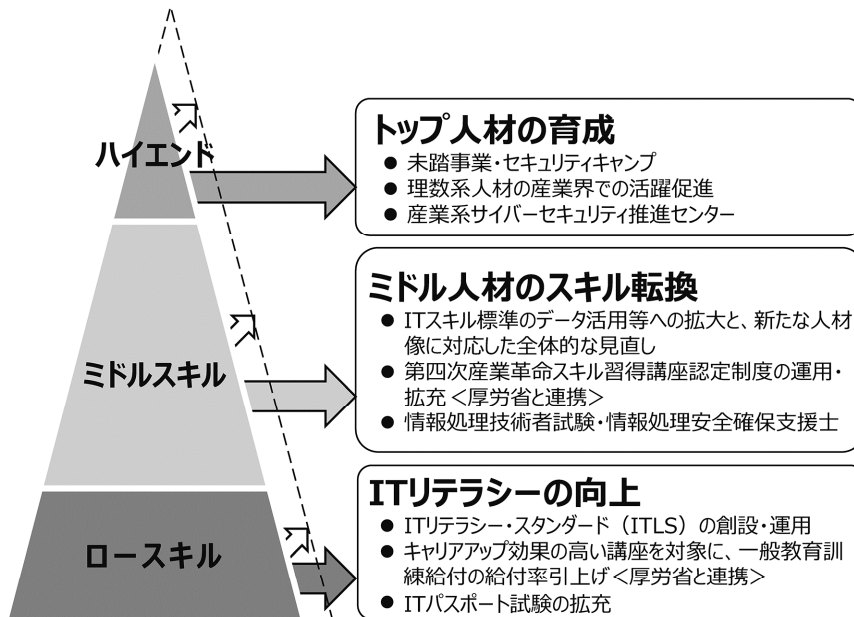 ハイエンド
トップ人材の育成
● 未踏事業・セキュリティキャンプ
● 理数系人材の産業界での活躍促進
● 産業系サイバーセキュリティ推進センター
ミドルスキル
ミドル人材のスキル転換
● ITスキル標準のデータ活用等への拡大と、新たな人材
像に対応した全体的な見直し
● 第四次産業革命スキル習得講座認定制度の運用・
拡充<厚労省と連携>
● 情報処理技術者試験・情報処理安全確保支援士
ロースキル
ITリテラシーの向上
● ITリテラシー・スタンダード（ITLS）の創設・運用
● キャリアアップ効果の高い講座を対象に、一般教育訓
練給付の給付率引上げ<厚労省と連携>
● ITパスポート試験の拡充